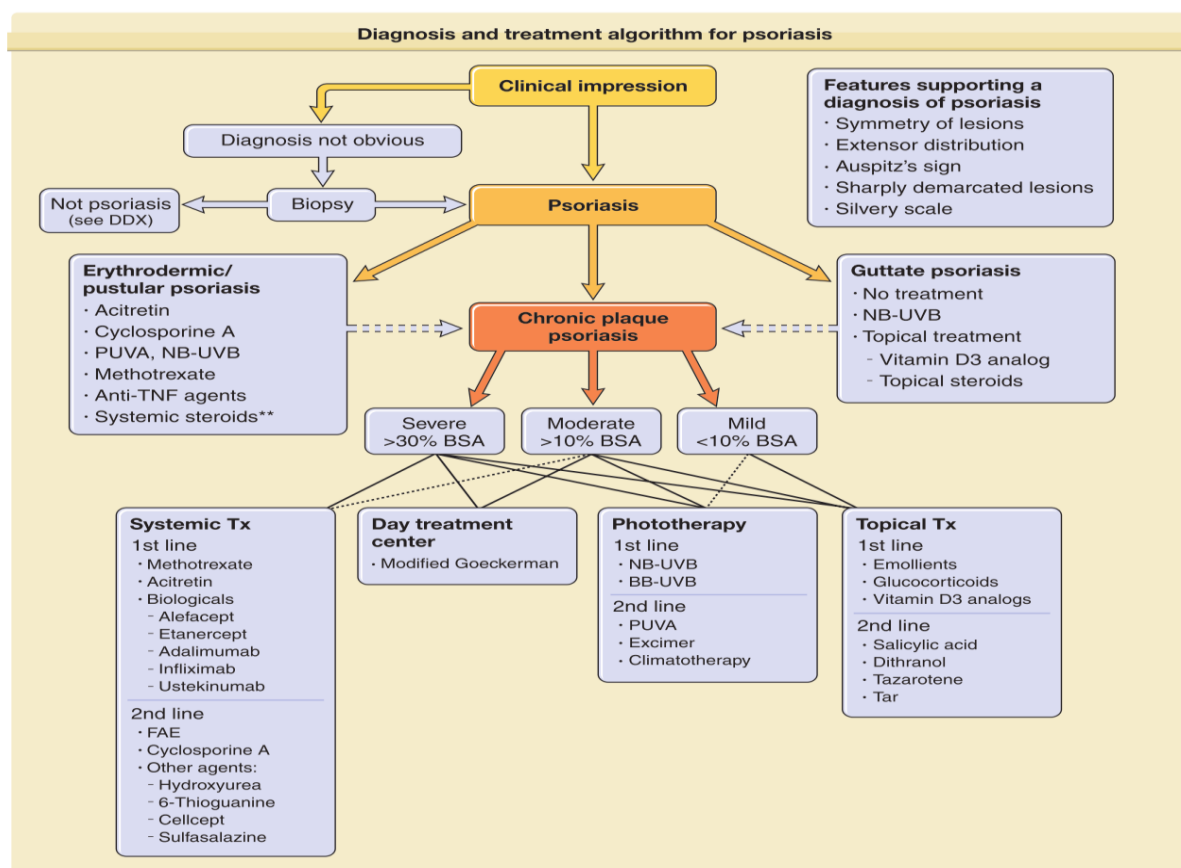 Diagnosis and treatment algorithm for psoriasis
Clinical impression
Features supporting a
diagnosis of psoriasis
· Symmetry of lesions
· Extensor distribution
· Auspitz's sign
· Sharply demarcated lesions
· Silvery scale
Diagnosis not obvious
Not psoriasis
(see DDX)
Biopsy
Psoriasis
Erythrodermic/
pustular psoriasis
· Acitretin
· Cyclosporine A
· PUVA, NB-UVB
· Methotrexate
· Anti-TNF agents
· Systemic steroids**
Chronic plaque
psoriasis
Guttate psoriasis
· No treatment
· NB-UVB
· Topical treatment
- Vitamin D3 analog
- Topical steroids
Severe
>30% BSA
Moderate
>10% BSA
Mild
<10% BSA
Systemic Tx
1st line
· Methotrexate
· Acitretin
· Biologicals
- Alefacept
- Etanercept
- Adalimumab
- Infliximab
- Ustekinumab
2nd line
· FAE
· Cyclosporine A
· Other agents:
- Hydroxyurea
- 6-Thioguanine
- Cellcept
- Sulfasalazine
Day treatment
center
· Modified Goeckerman
Phototherapy
1st line
· NB-UVB
· BB-UVB
2nd line
· PUVA
· Excimer
· Climatotherapy
Topical Tx
1st line
· Emollients
· Glucocorticoids
· Vitamin D3 analogs
2nd line
· Salicylic acid
· Dithranol
· Tazarotene
· Tar